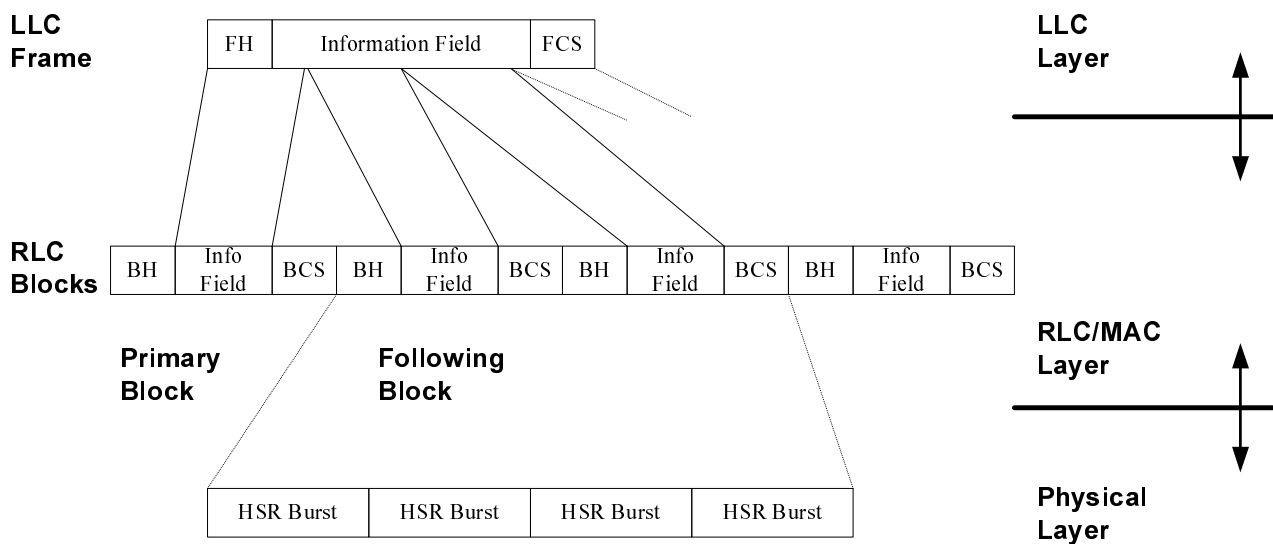 LLC
Frame
FH
Information Field
FCS
LLC
Layer
RLC
Blocks
BH
Info
Field
BCS
BH
Info
Field
BCS
BH
Info
Field
BCS
BH
Info
Field
BCS
Primary
Block
Following
Block
RLC/MAC
Layer
HSR Burst
HSR Burst
HSR Burst
HSR Burst
Physical
Layer